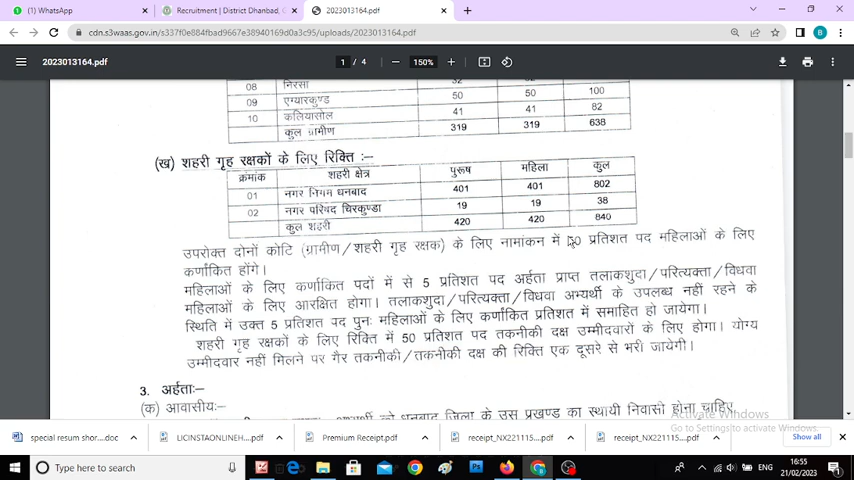 (1) WhatsApp
Recruitment | District Dhanbad, G
2023013164.pdf
cdn.s3waas.gov.in/s337f0e884fbad9667e38940169d0a3c95/uploads/2023013164.pdf
2023013164.pdf 1 / 4 150%
08 निरसा 100
09 एग्यारकुण्ड 50 50 82
10 कलियासोल 41 41 638
कुल ग्रामीण 319 319
(ख) शहरी गृह रक्षकों के लिए रिक्ति :-
क्रमांक शहरी क्षेत्र पुरूष महिला कुल
01 नगर निगम धनबाद 401 401 802
02 नगर परिषद चिरकुण्डा 19 19 38
कुल शहरी 420 420 840
उपरोक्त दोनों कोटि (ग्रामीण/शहरी गृह रक्षक) के लिए नामांकन में 50 प्रतिशत पद महिलाओं के लिए
कर्णांकित होंगे।
महिलाओं के लिए कर्णांकित पदों में से 5 प्रतिशत पद अर्हता प्राप्त तलाकशुदा/परित्यक्ता/विधवा
महिलाओं के लिए आरक्षित होगा। तलाकशुदा/परित्यक्ता/विधवा अभ्यर्थी के उपलब्ध नहीं रहने के
स्थिति में उक्त 5 प्रतिशत पद पुनः महिलाओं के लिए कर्णांकित प्रतिशत में समाहित हो जायेगा।
शहरी गृह रक्षकों के लिए रिक्ति में 50 प्रतिशत पद तकनीकी दक्ष उम्मीदवारों के लिए होगा। योग्य
उम्मीदवार नहीं मिलने पर गैर तकनीकी/तकनीकी दक्ष की रिक्ति एक दूसरे से भरी जायेगी।
3. अर्हताः-
(क) आवासीयः-
अभ्यर्थी को धनबाद जिला के उस प्रखण्ड का स्थायी निवासी होना चाहिए
Activate Windows
Go to Settings to activate Windows.
special resum shor....doc
LICINSTAONLINEH....pdf
Premium Receipt.pdf
receipt_NX221115....pdf
receipt_NX221115....pdf
Show all
Type here to search
ENG
16:55
21/02/2023